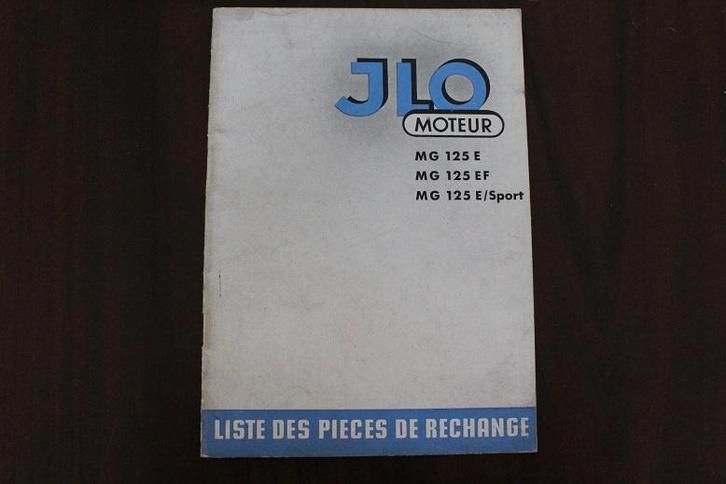 JLO
MOTEUR
MG 125 E
MG 125 EF
MG 125 E/Sport
LISTE DES PIECES DE RECHANGE